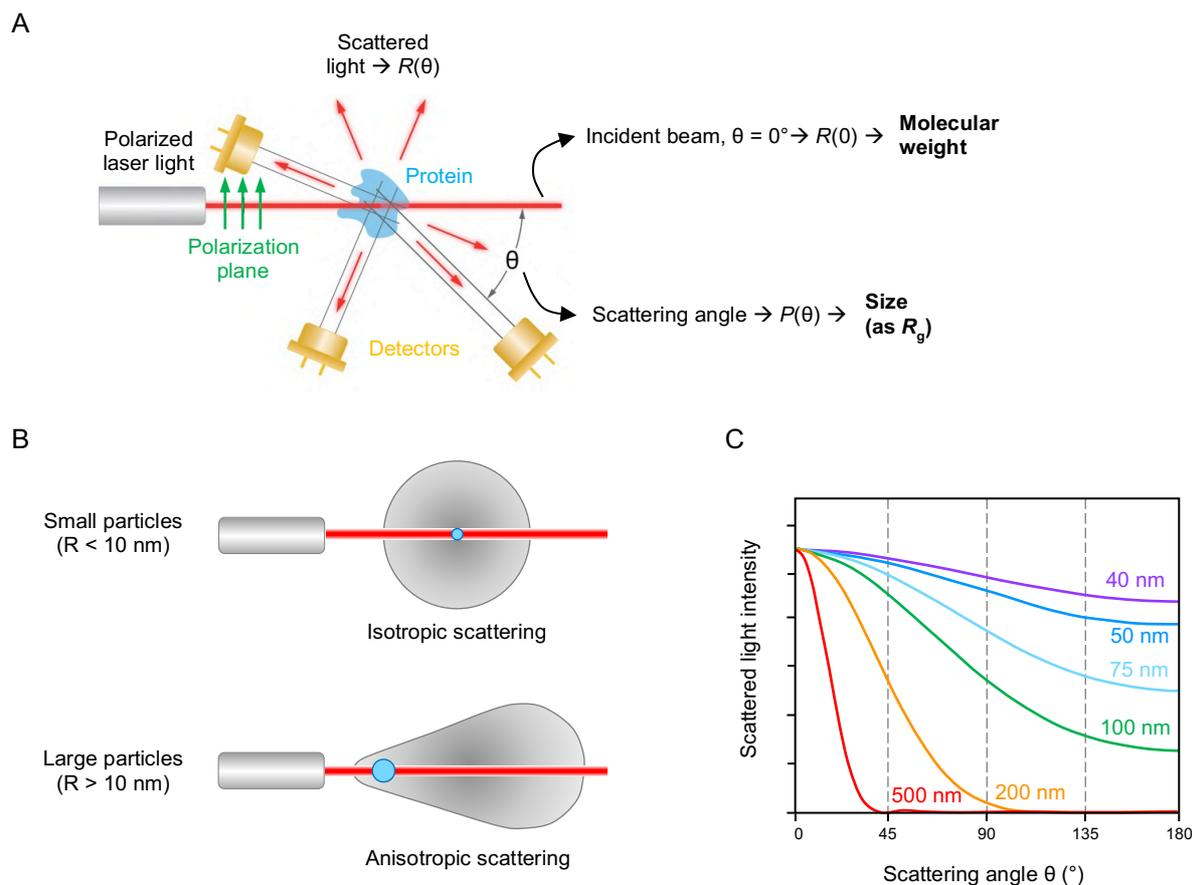 A
Scattered
light → R(θ)
Polarized
laser light
Protein
Incident beam, θ = 0°→ R(0) →
Molecular
weight
Polarization
plane
θ
Scattering angle → P(θ) →
Size
(as Rg)
Detectors
B
Small particles
(R < 10 nm)
Isotropic scattering
Large particles
(R > 10 nm)
Anisotropic scattering
C
Scattered light intensity
40 nm
50 nm
75 nm
100 nm
500 nm
200 nm
0 45 90 135 180
Scattering angle θ (°)